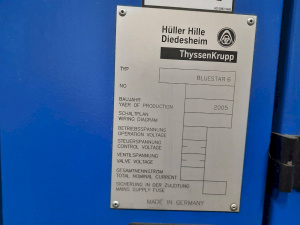 Hüller Hille
Diedesheim
ThyssenKrupp
TYP BLUESTAR 6
NO
BAUJAHR
YAER OF PRODUCTION 2005
SCHALTPLAN
WIRING DIAGRAM
BETRIEBSSPANNUNG
OPERATION VOLTAGE
STEUERSPANNUNG
CONTROL VOLTAGE
VENTILSPANNUNG
VALVE VOLTAGE
GESAMTNENNSTROM
TOTAL NOMINAL CURRENT
SICHERUNG IN DER ZULEITUNG
MAINS SUPPLY FUSE
MADE IN GERMANY